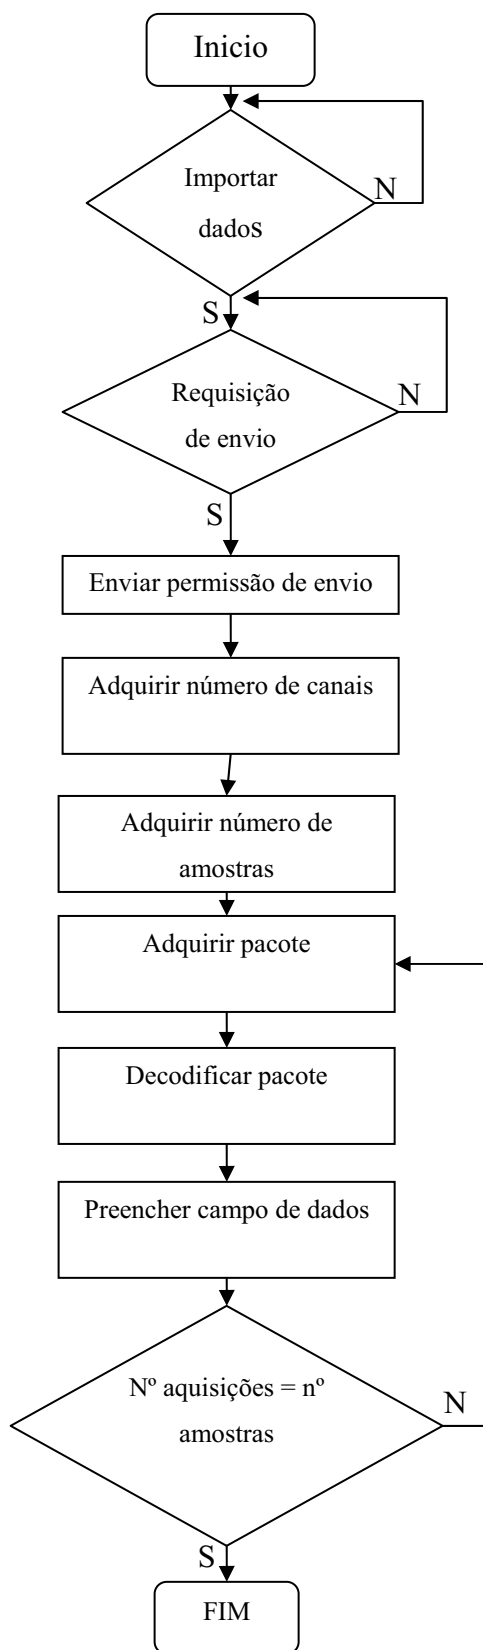 Inicio
Importar
N
dados
S
Requisição
N
de envio
S
Enviar permissão de envio
Adquirir número de canais
Adquirir número de
amostras
Adquirir pacote
Decodificar pacote
Preencher campo de dados
Nº aquisições = nº
N
amostras
S
FIM